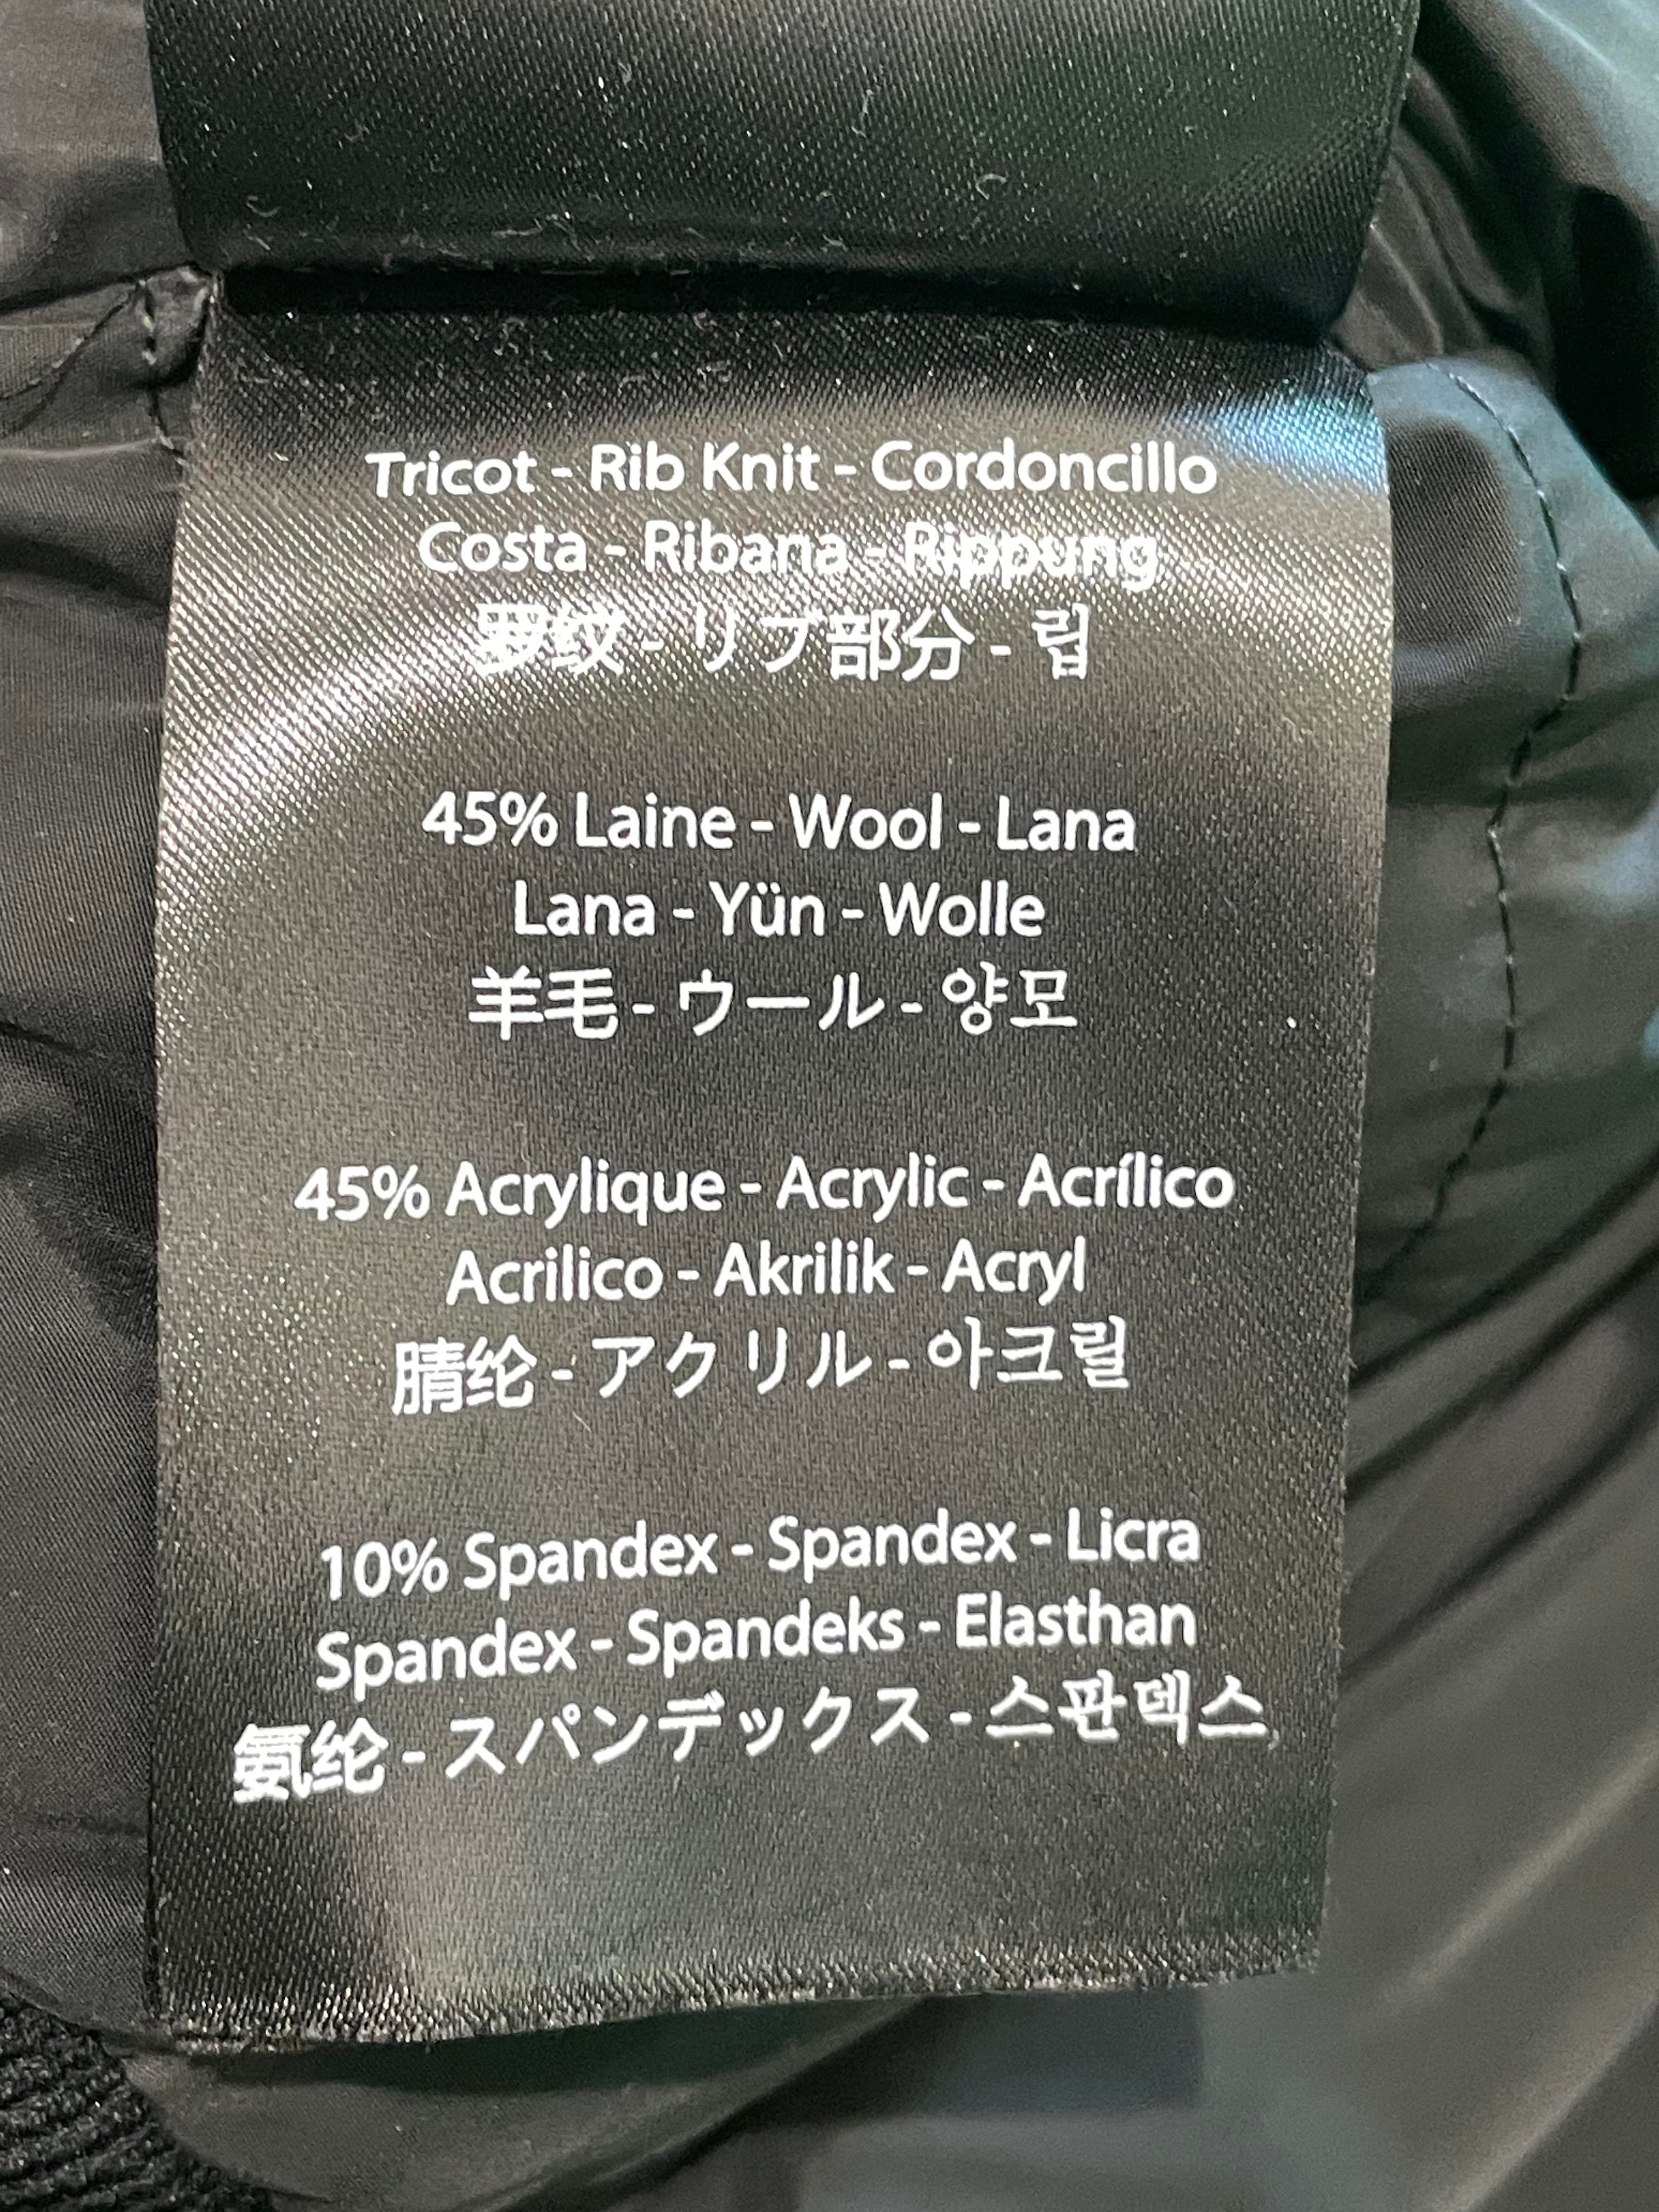 Tricot - Rib Knit - Cordoncillo
Costa - Ribana - Rippung
罗纹 - リブ部分 - 립
45% Laine - Wool - Lana
Lana - Yün - Wolle
羊毛 - ウール - 양모
45% Acrylique - Acrylic - Acrílico
Acrilico - Akrilik - Acryl
腈纶 - アクリル - 아크릴
10% Spandex - Spandex - Licra
Spandex - Spandeks - Elasthan
氨纶 - スパンデックス - 스판덱스